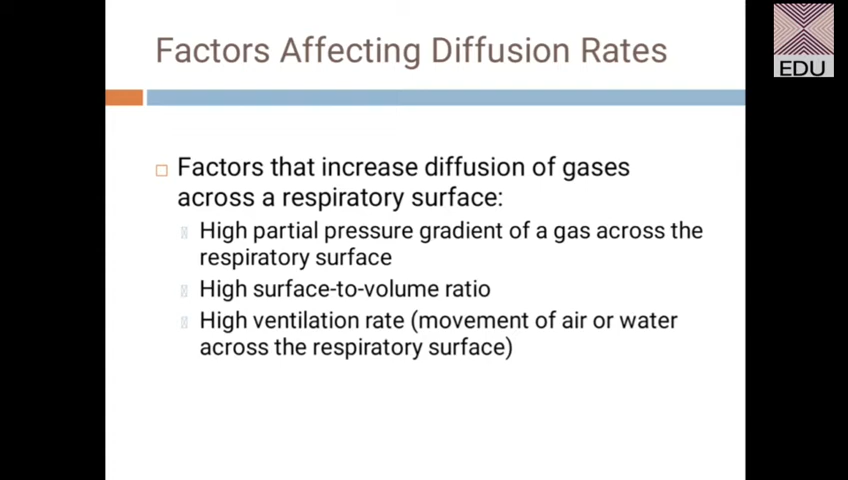 Factors Affecting Diffusion Rates
EDU
Factors that increase diffusion of gases
across a respiratory surface:
High partial pressure gradient of a gas across the
respiratory surface
High surface-to-volume ratio
High ventilation rate (movement of air or water
across the respiratory surface)